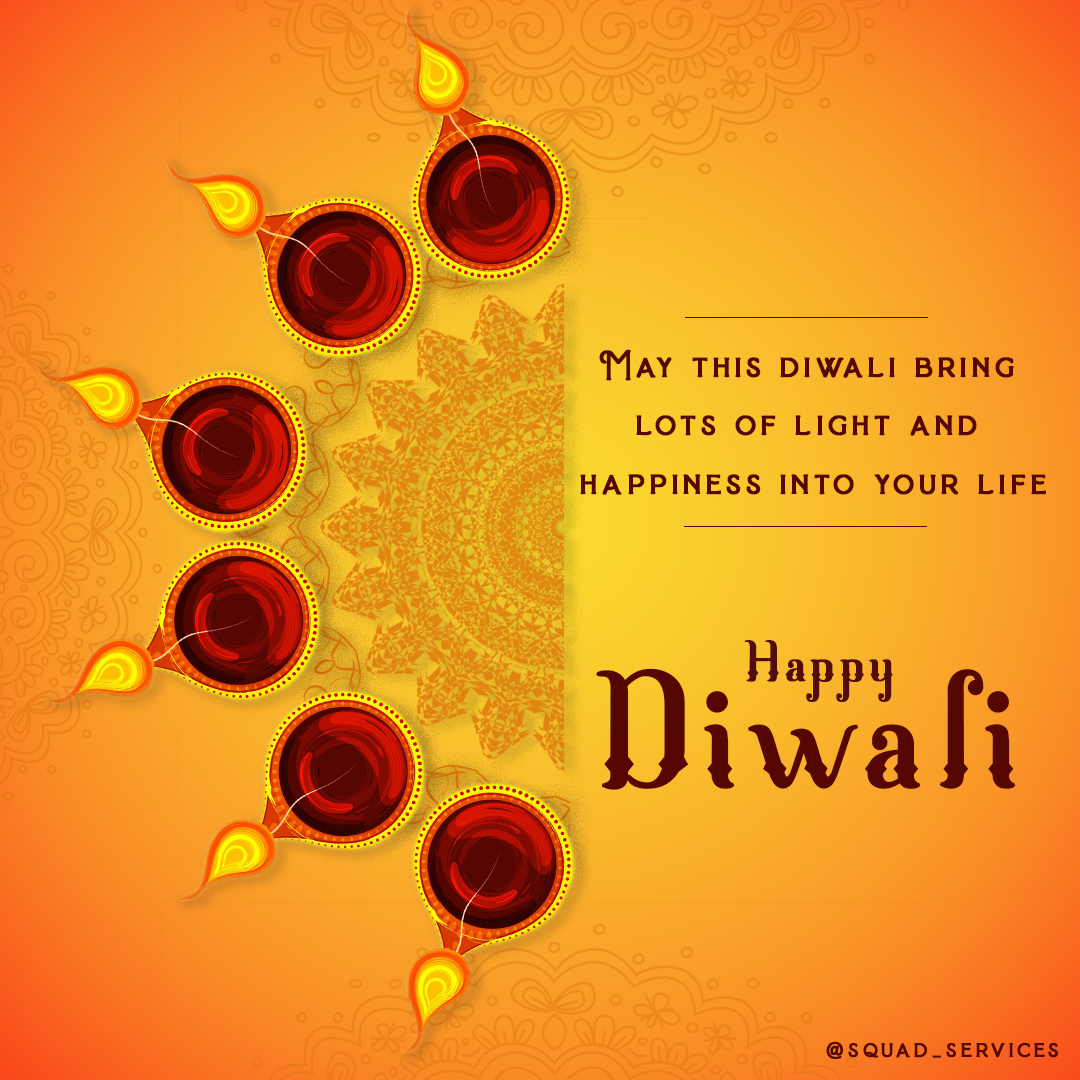 May this diwali bring
lots of light and
happiness into your life
Happy
Diwali
@squad_services